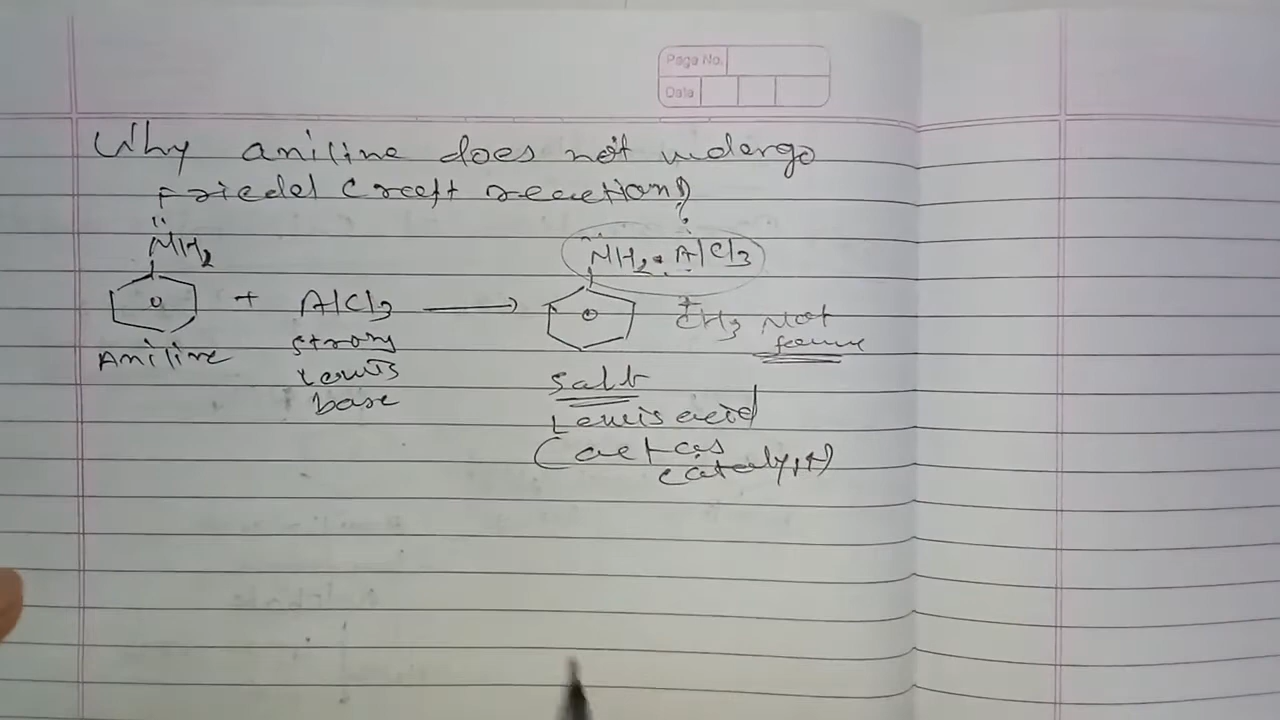 Page No.
Date
Why aniline does not undergo
Friedel Craft reaction?
NH2
NH2 AlCl3
+ AlCl3
CH3 Not
forme
Aniline
strong
Lewis
base
Salt
Lewis acid
(act as
catalyst)